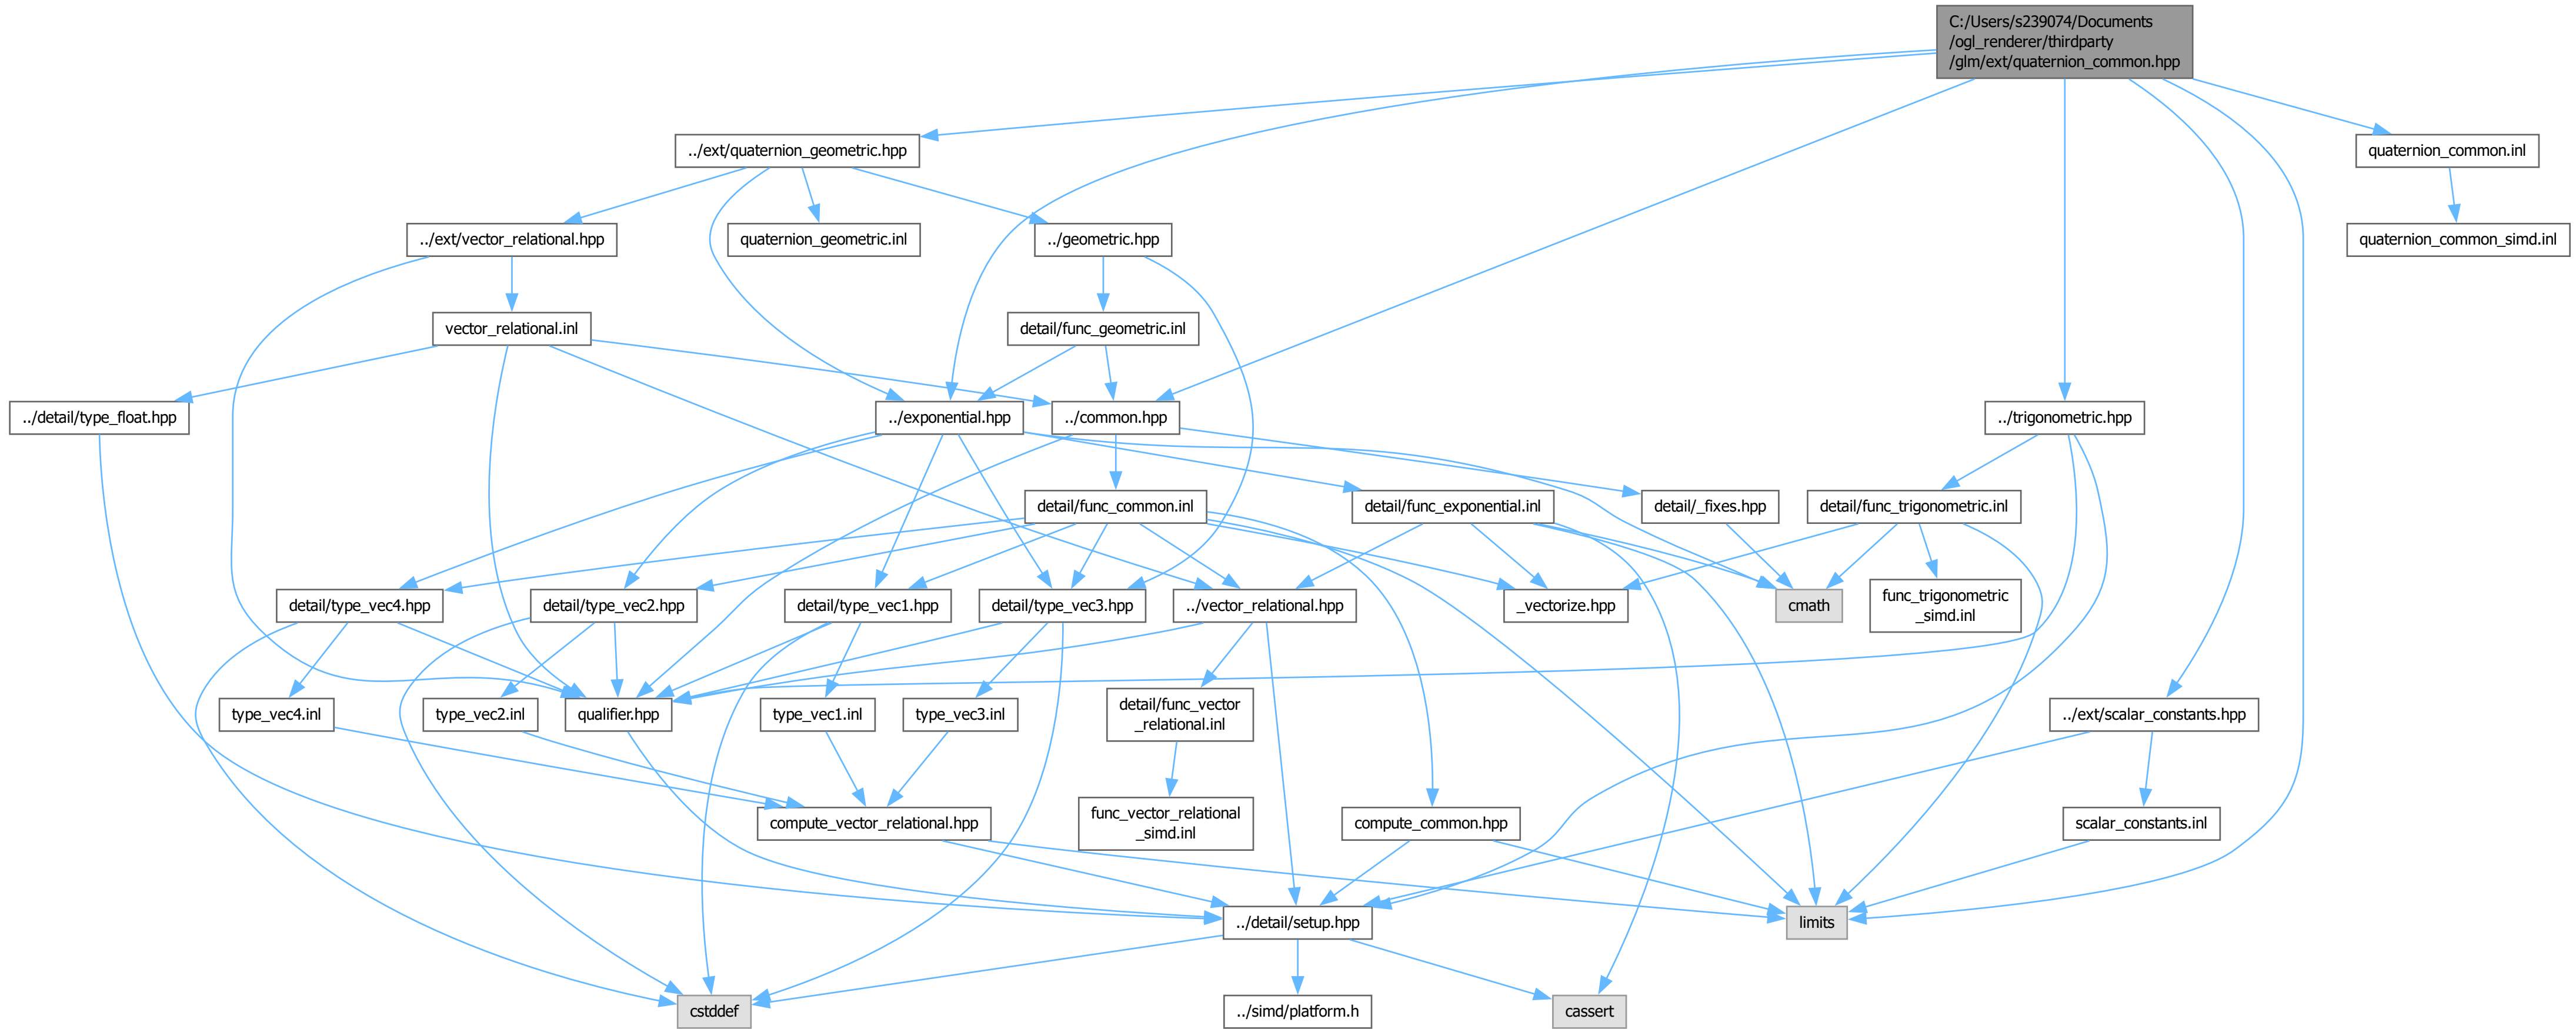 C:/Users/s239074/Documents
/ogl_renderer/thirdparty
/glm/ext/quaternion_common.hpp
../ext/quaternion_geometric.hpp
quaternion_common.inl
../ext/vector_relational.hpp
quaternion_geometric.inl
../geometric.hpp
quaternion_common_simd.inl
vector_relational.inl
detail/func_geometric.inl
../detail/type_float.hpp
../exponential.hpp
../common.hpp
../trigonometric.hpp
detail/func_common.inl
detail/func_exponential.inl
detail/_fixes.hpp
detail/func_trigonometric.inl
detail/type_vec4.hpp
detail/type_vec2.hpp
detail/type_vec1.hpp
detail/type_vec3.hpp
../vector_relational.hpp
_vectorize.hpp
cmath
func_trigonometric
_simd.inl
type_vec4.inl
type_vec2.inl
qualifier.hpp
type_vec1.inl
type_vec3.inl
detail/func_vector
_relational.inl
../ext/scalar_constants.hpp
compute_vector_relational.hpp
func_vector_relational
_simd.inl
compute_common.hpp
scalar_constants.inl
../detail/setup.hpp
limits
cstddef
../simd/platform.h
cassert